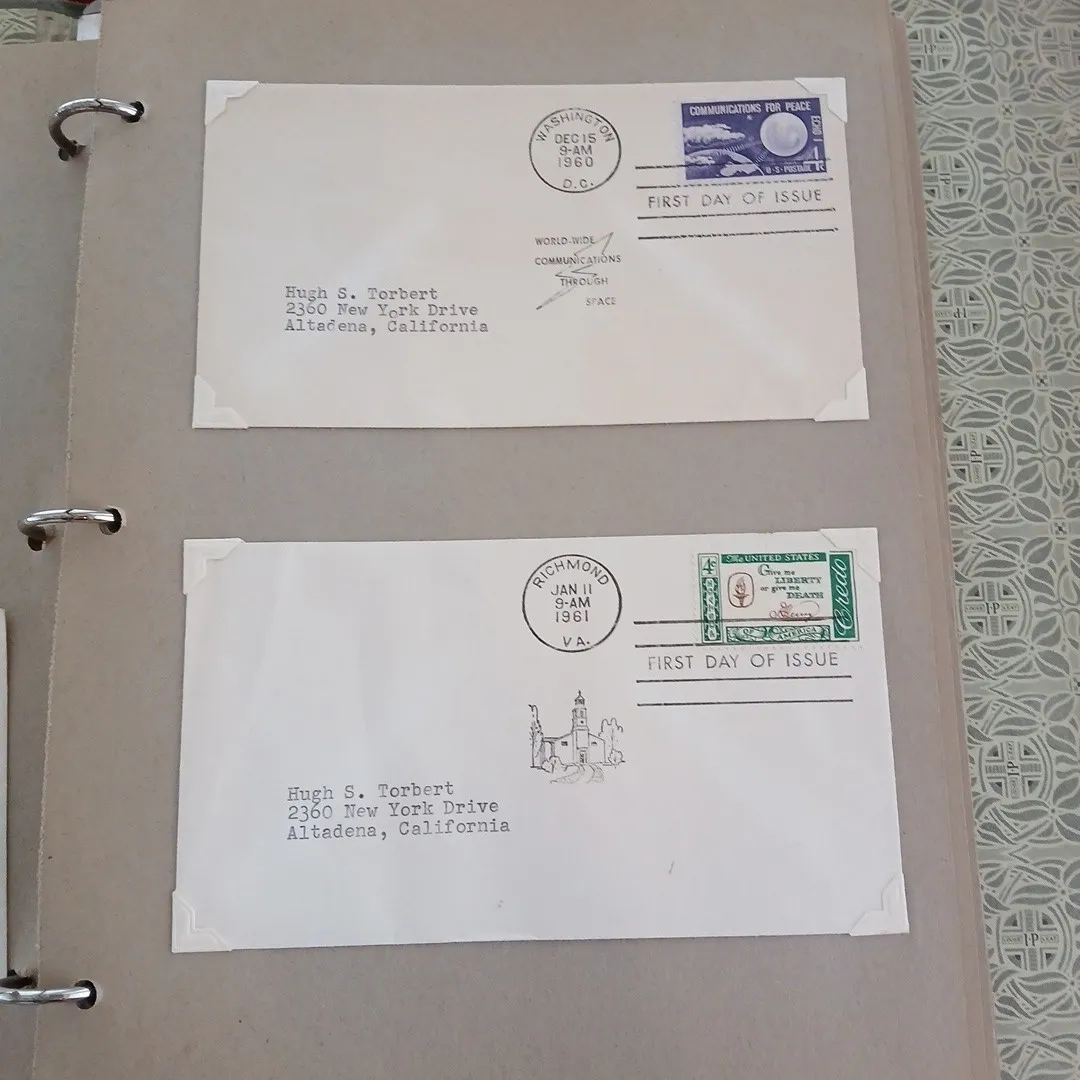 WASHINGTON
DEC 15
9-AM
1960
D.C.
COMMUNICATIONS FOR PEACE
ECHO I
U·S·POSTAGE
FIRST DAY OF ISSUE
WORLD-WIDE
COMMUNICATIONS
THROUGH
SPACE
Hugh S. Torbert
2360 New York Drive
Altadena, California
RICHMOND
JAN 11
9-AM
1961
VA.
The UNITED STATES
4c
Give me
LIBERTY
or give me
DEATH
Credo
OF AMERICA
FIRST DAY OF ISSUE
Hugh S. Torbert
2360 New York Drive
Altadena, California
I-P
I-P
I-P
I-P
I-P
I-P